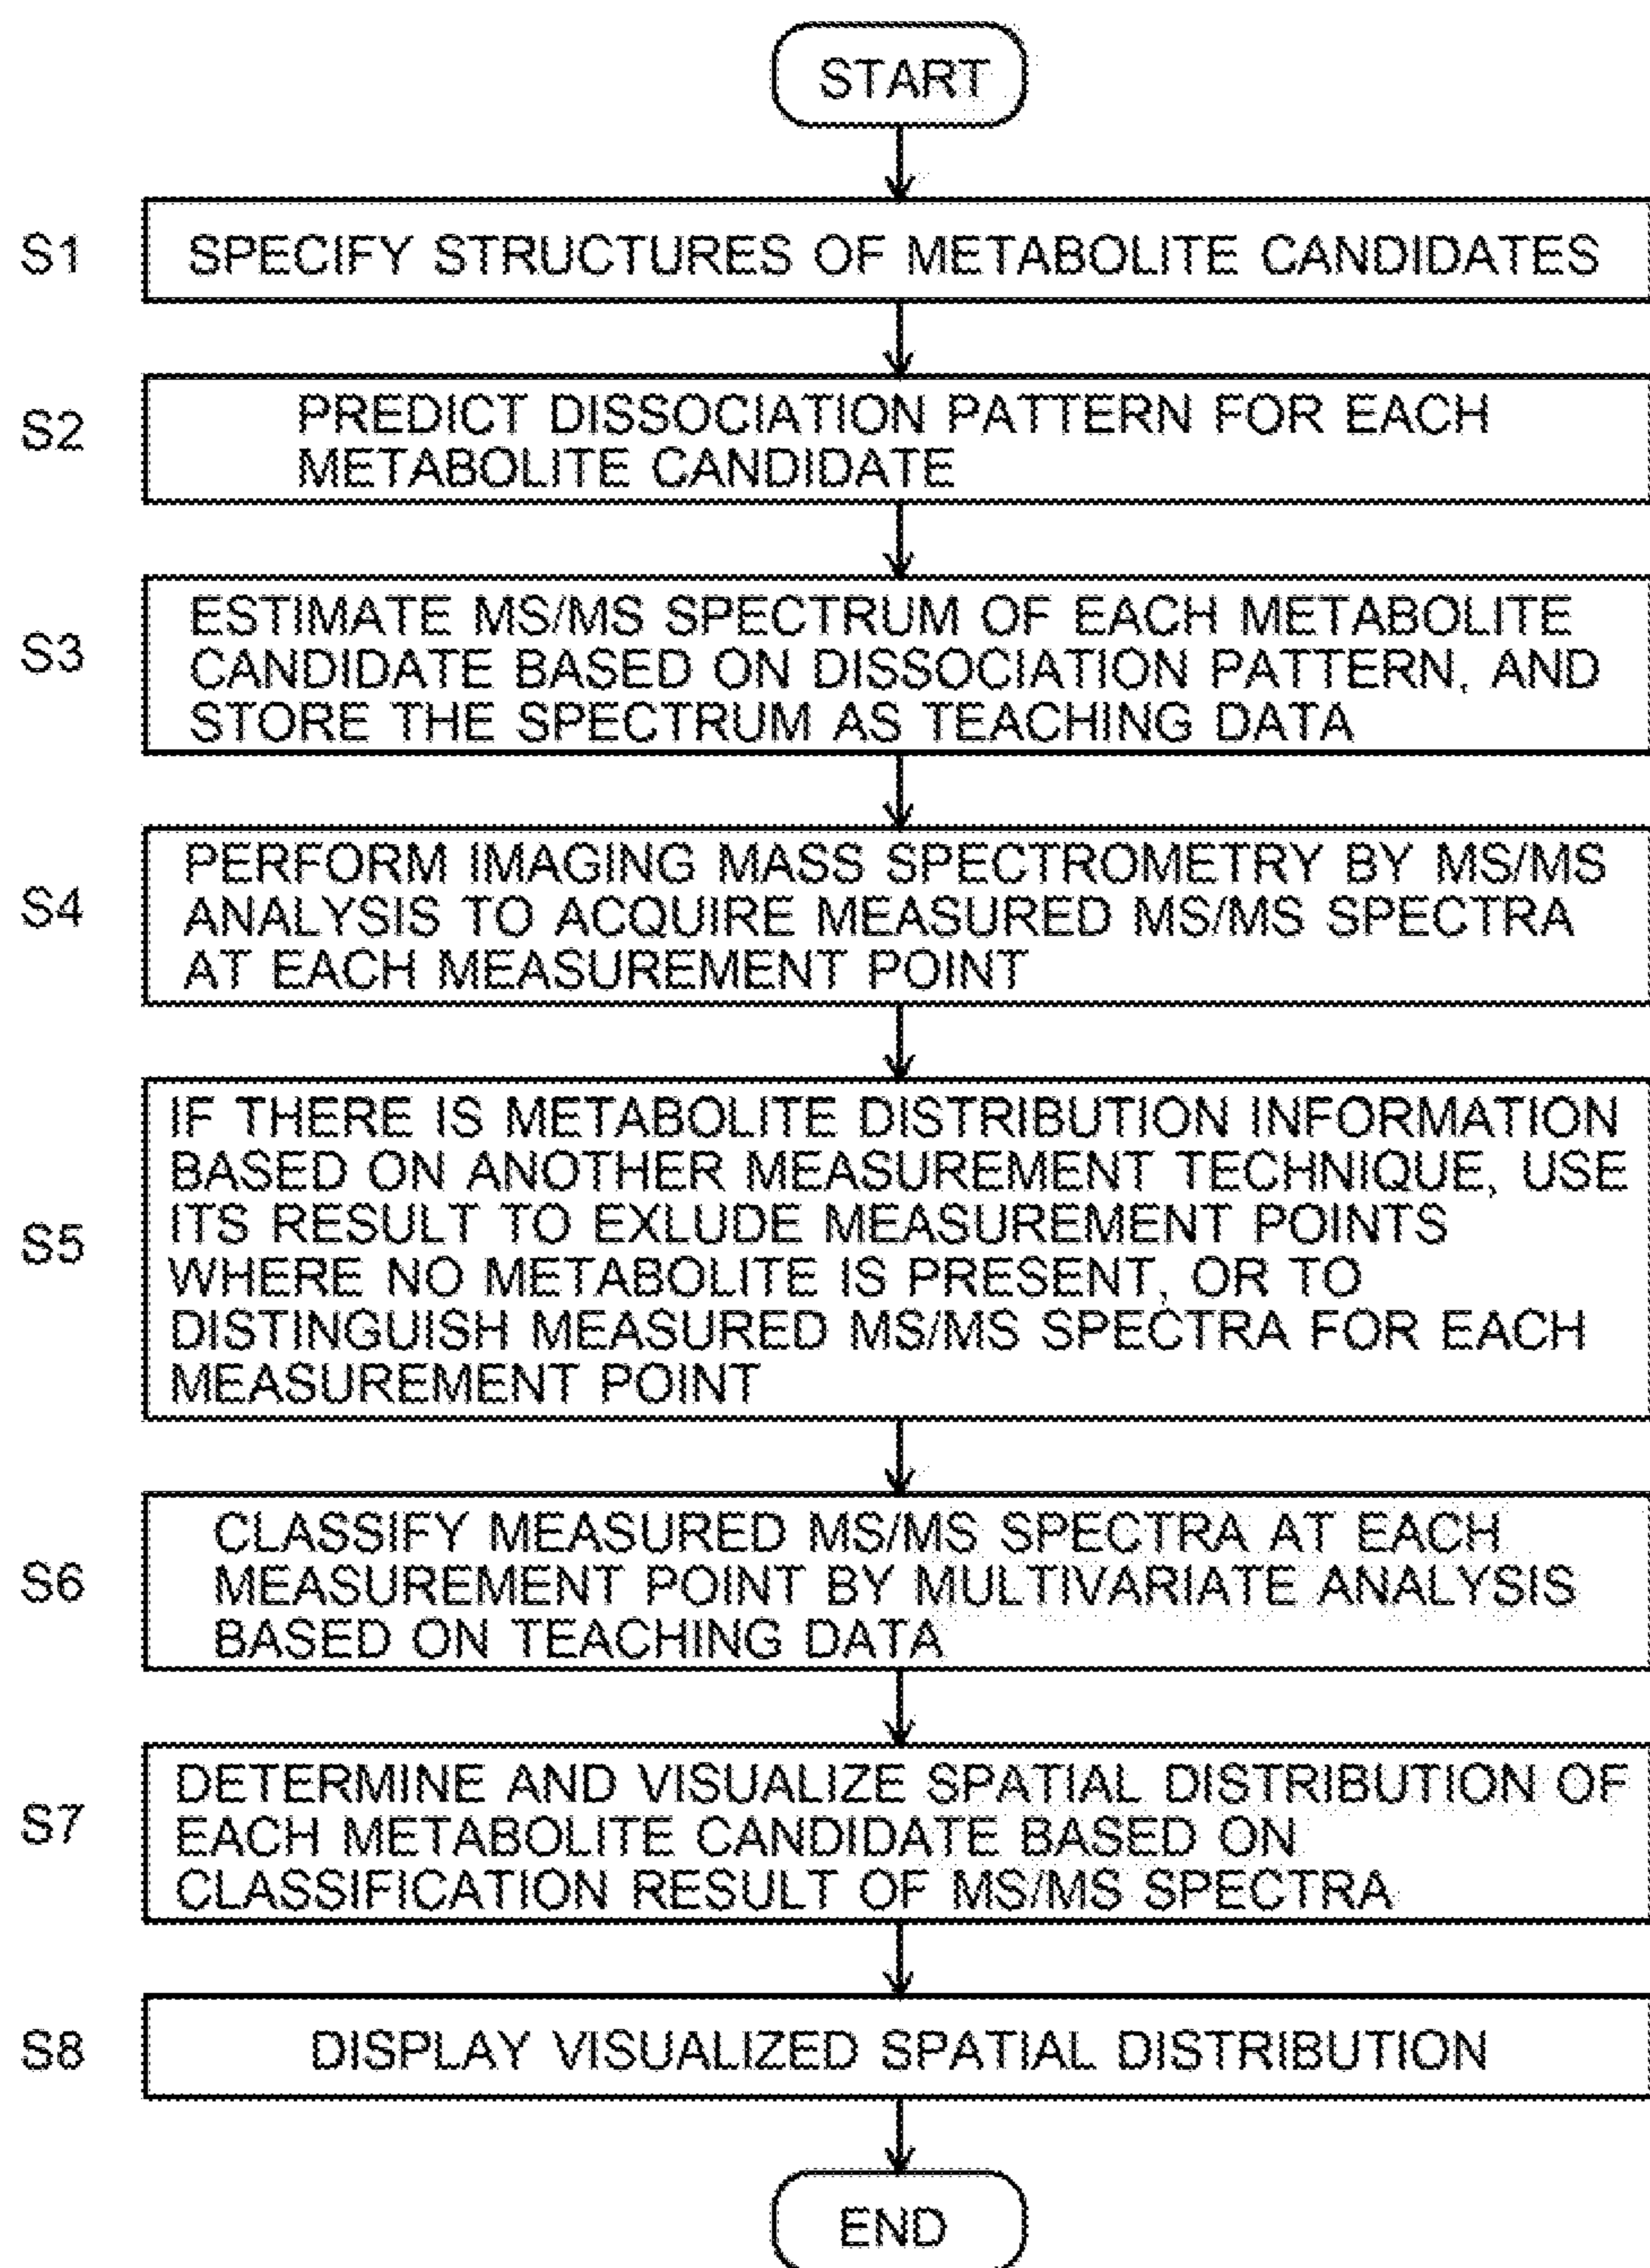 START
S1
SPECIFY STRUCTURES OF METABOLITE CANDIDATES
S2
PREDICT DISSOCIATION PATTERN FOR EACH
METABOLITE CANDIDATE
S3
ESTIMATE MS/MS SPECTRUM OF EACH METABOLITE
CANDIDATE BASED ON DISSOCIATION PATTERN, AND
STORE THE SPECTRUM AS TEACHING DATA
S4
PERFORM IMAGING MASS SPECTROMETRY BY MS/MS
ANALYSIS TO ACQUIRE MEASURED MS/MS SPECTRA
AT EACH MEASUREMENT POINT
S5
IF THERE IS METABOLITE DISTRIBUTION INFORMATION
BASED ON ANOTHER MEASUREMENT TECHNIQUE, USE
ITS RESULT TO EXLUDE MEASUREMENT POINTS
WHERE NO METABOLITE IS PRESENT, OR TO
DISTINGUISH MEASURED MS/MS SPECTRA FOR EACH
MEASUREMENT POINT
S6
CLASSIFY MEASURED MS/MS SPECTRA AT EACH
MEASUREMENT POINT BY MULTIVARIATE ANALYSIS
BASED ON TEACHING DATA
S7
DETERMINE AND VISUALIZE SPATIAL DISTRIBUTION OF
EACH METABOLITE CANDIDATE BASED ON
CLASSIFICATION RESULT OF MS/MS SPECTRA
S8
DISPLAY VISUALIZED SPATIAL DISTRIBUTION
END